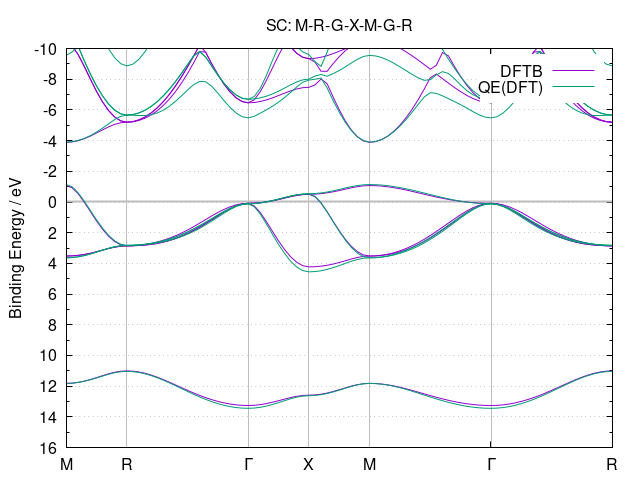 SC: M-R-G-X-M-G-R
-10
-8
-6
-4
-2
0
2
4
6
8
10
12
14
16
Binding Energy / eV
DFTB
QE(DFT)
M R Γ X M Γ R